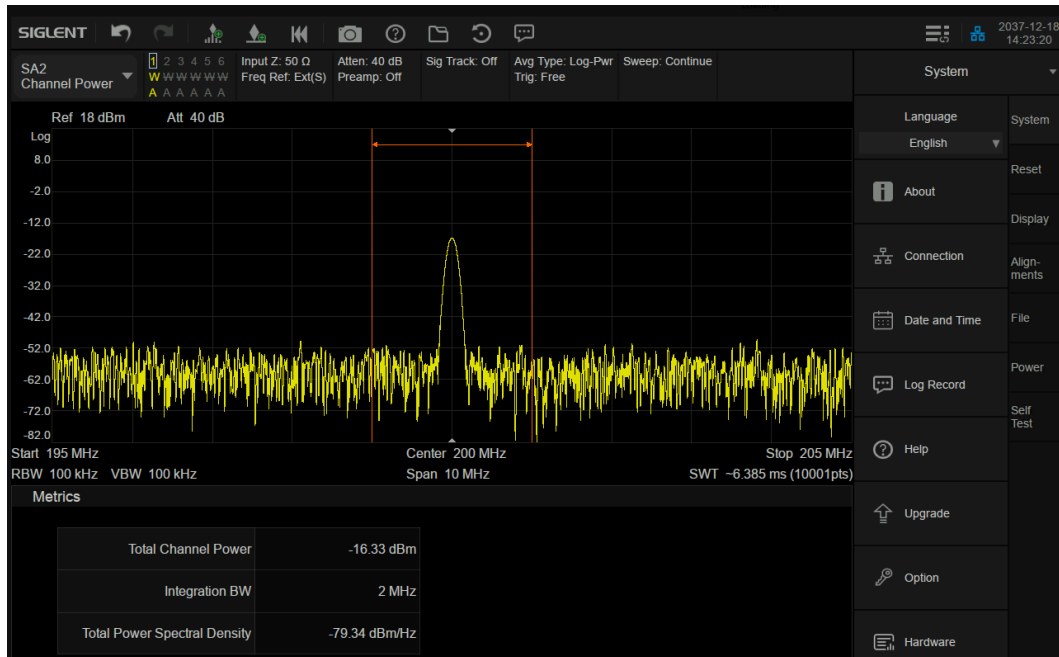 SIGLENT
2037-12-18
14:23:20
SA2
Channel Power
1 2 3 4 5 6
W W W W W W
A A A A A A
Input Z: 50 Ω
Freq Ref: Ext(S)
Atten: 40 dB
Preamp: Off
Sig Track: Off
Avg Type: Log-Pwr
Trig: Free
Sweep: Continue
System
Ref 18 dBm Att 40 dB
Log
8.0
-2.0
-12.0
-22.0
-32.0
-42.0
-52.0
-62.0
-72.0
-82.0
Start 195 MHz Center 200 MHz Stop 205 MHz
RBW 100 kHz VBW 100 kHz Span 10 MHz SWT ~6.385 ms (10001pts)
Metrics
Total Channel Power -16.33 dBm
Integration BW 2 MHz
Total Power Spectral Density -79.34 dBm/Hz
Language
English
About
Connection
Date and Time
Log Record
Help
Upgrade
Option
Hardware
System
Reset
Display
Align-
ments
File
Power
Self
Test